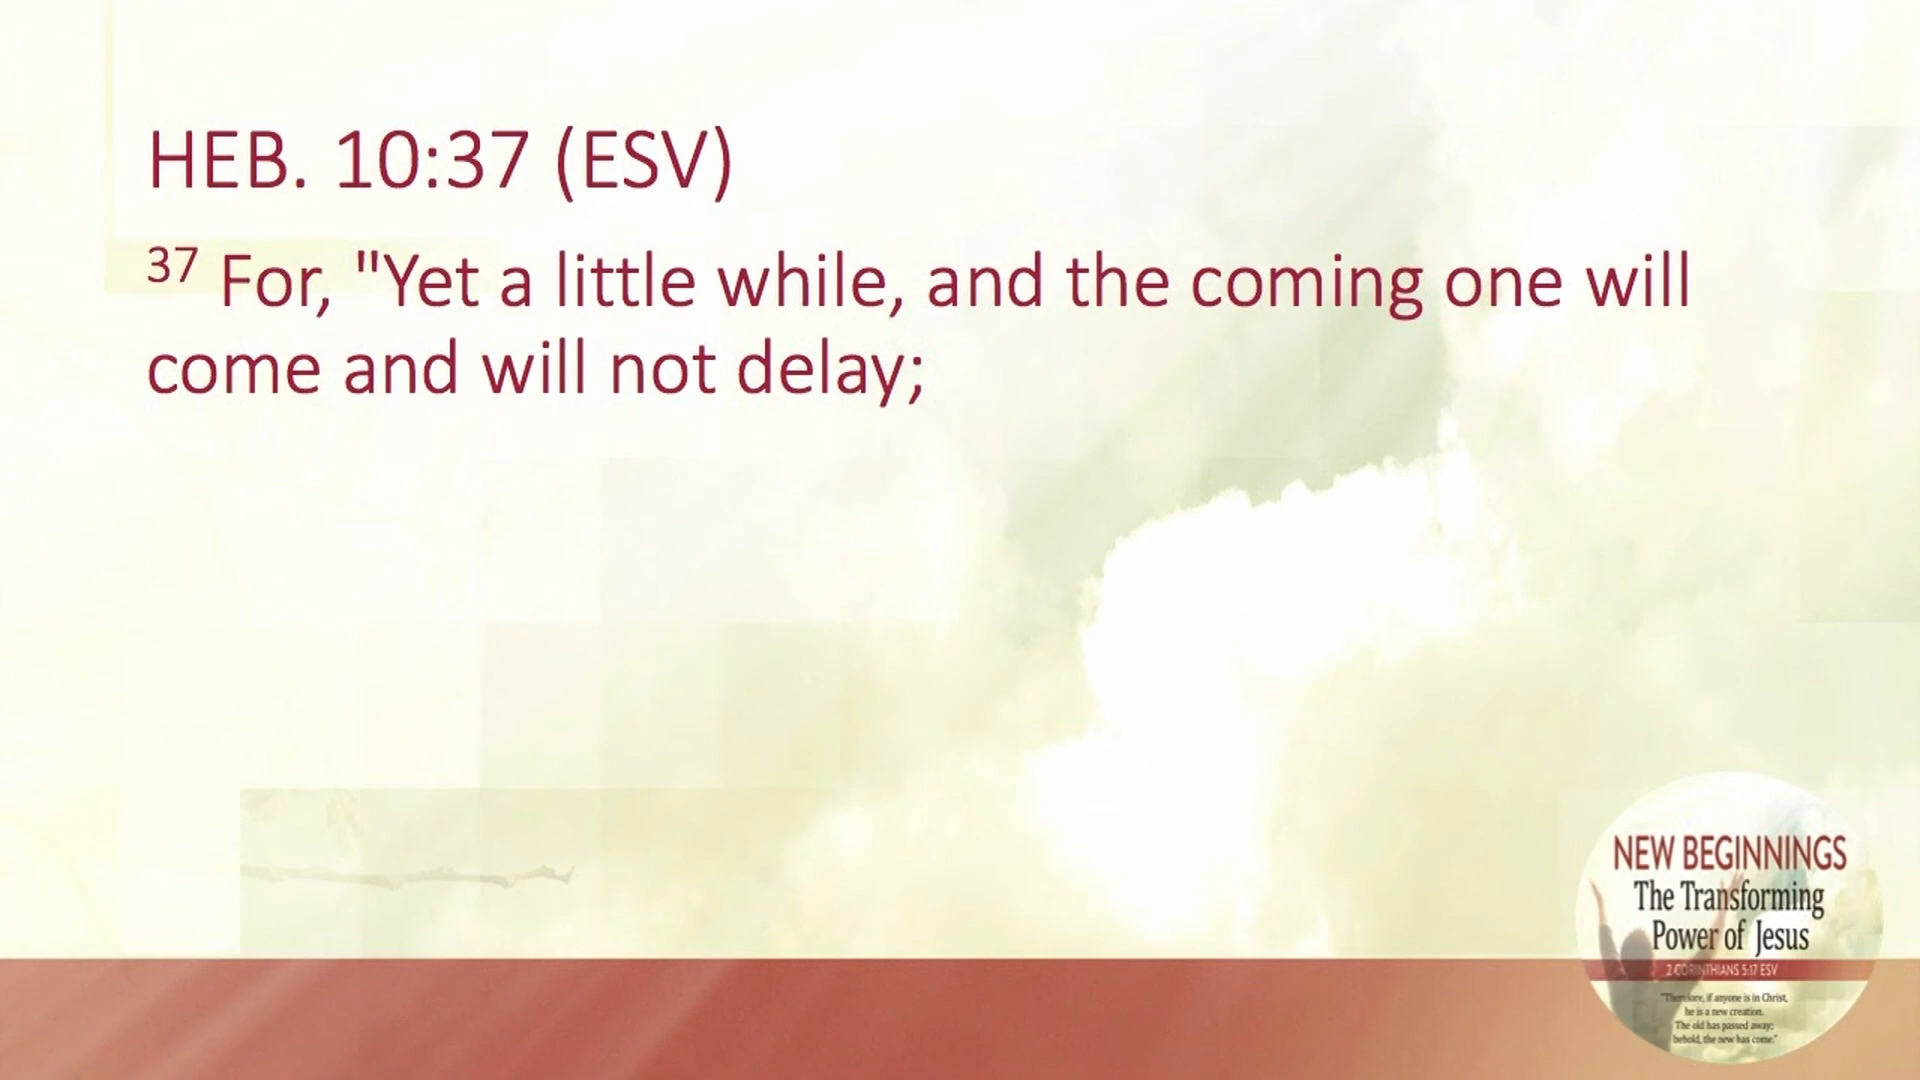 HEB. 10:37 (ESV)
37 For, "Yet a little while, and the coming one will
come and will not delay;
NEW BEGINNINGS
The Transforming
Power of Jesus
2 CORINTHIANS 5:17 ESV
"Therefore, if anyone is in Christ,
he is a new creation.
The old has passed away;
behold, the new has come."